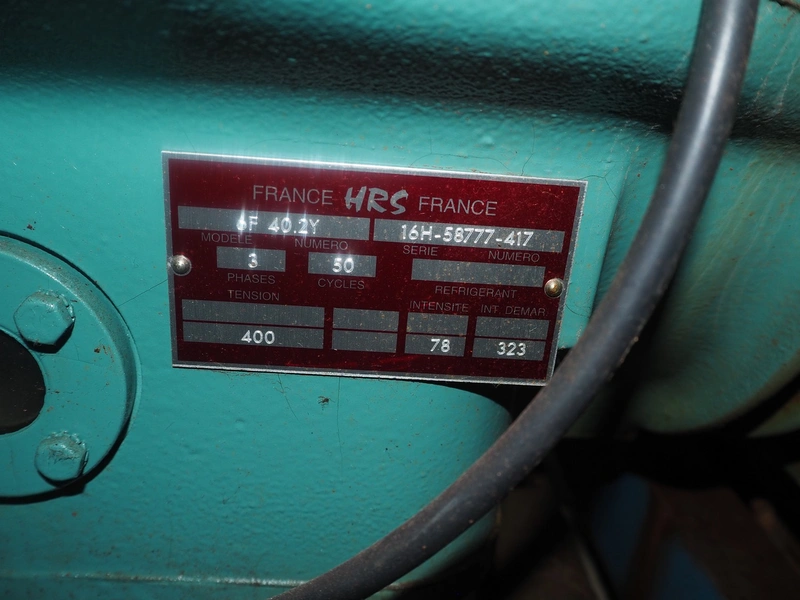 FRANCE HRS FRANCE
6F 40.2Y 16H-58777-417
MODELE NUMERO SERIE NUMERO
3 50
PHASES CYCLES REFRIGERANT
TENSION INTENSITE INT DEMAR
400 78 323